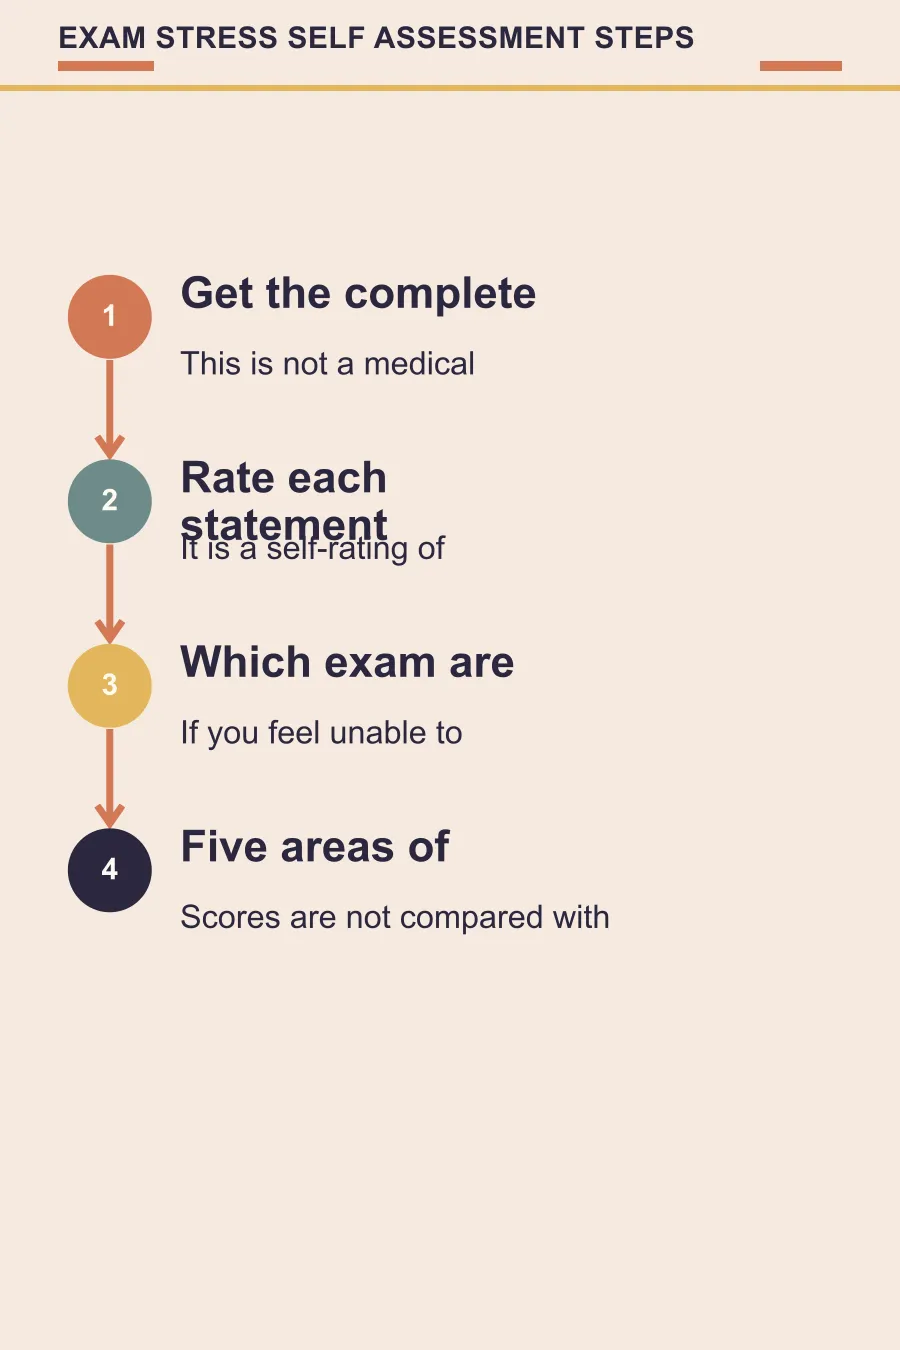 EXAM STRESS SELF ASSESSMENT STEPS
1
Get the complete
This is not a medical
2
Rate each
statement
It is a self-rating of
3
Which exam are
If you feel unable to
4
Five areas of
Scores are not compared with